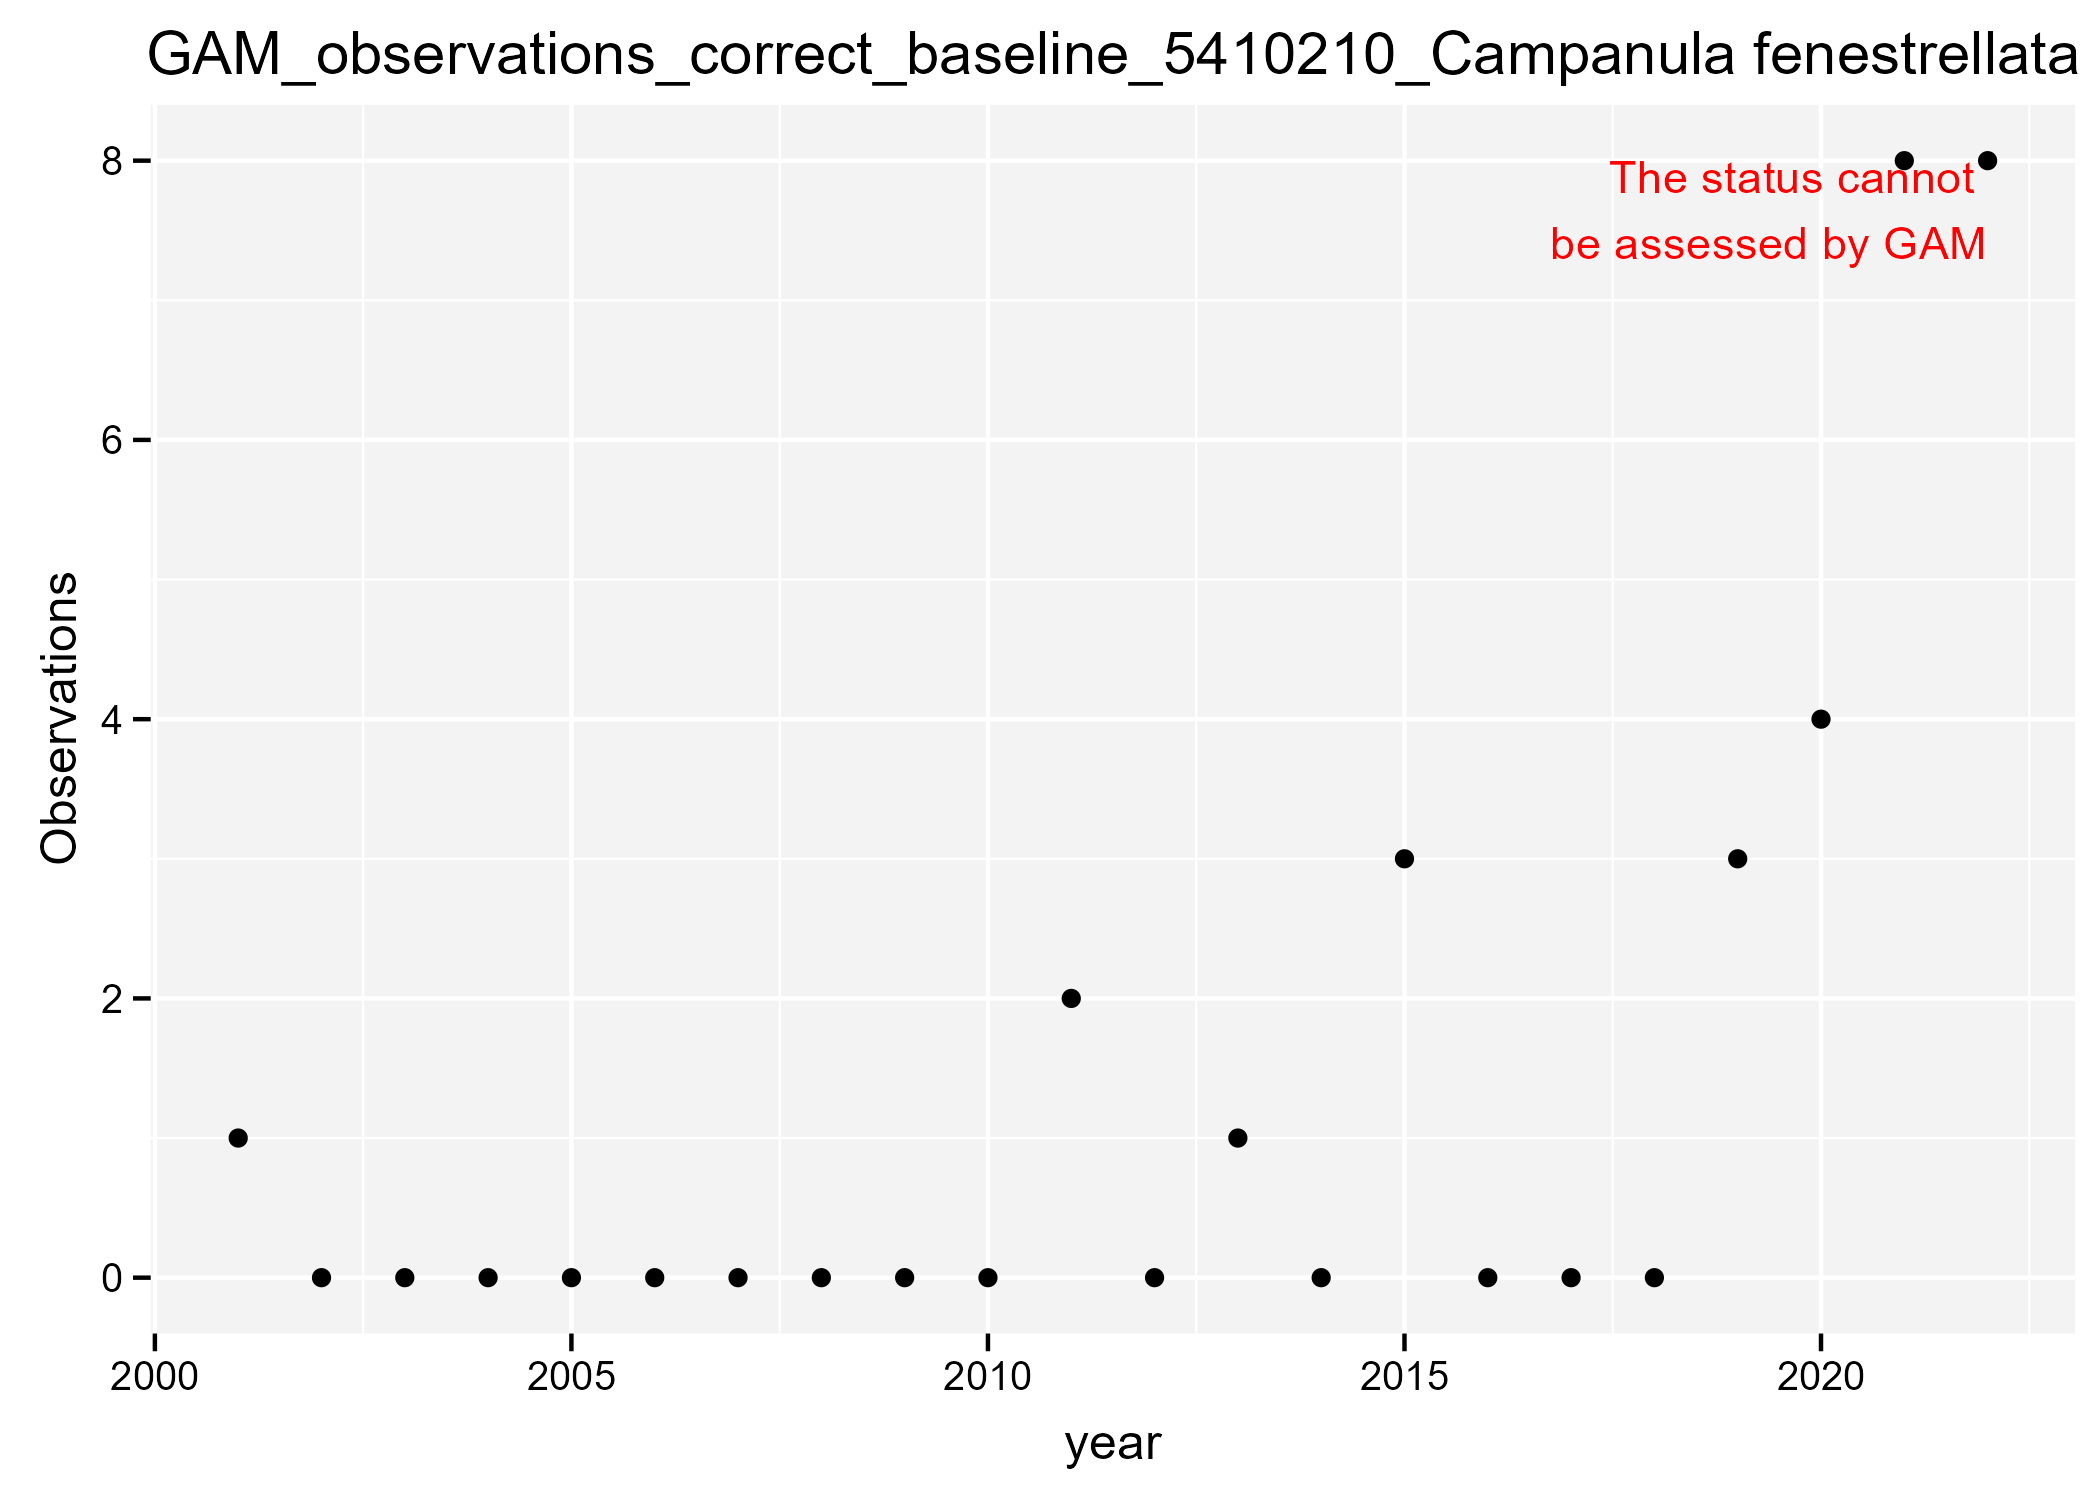 GAM_observations_correct_baseline_5410210_Campanula fenestrellata
The status cannot
be assessed by GAM
Observations
8
6
4
2
0
2000
2005
2010
2015
2020
year